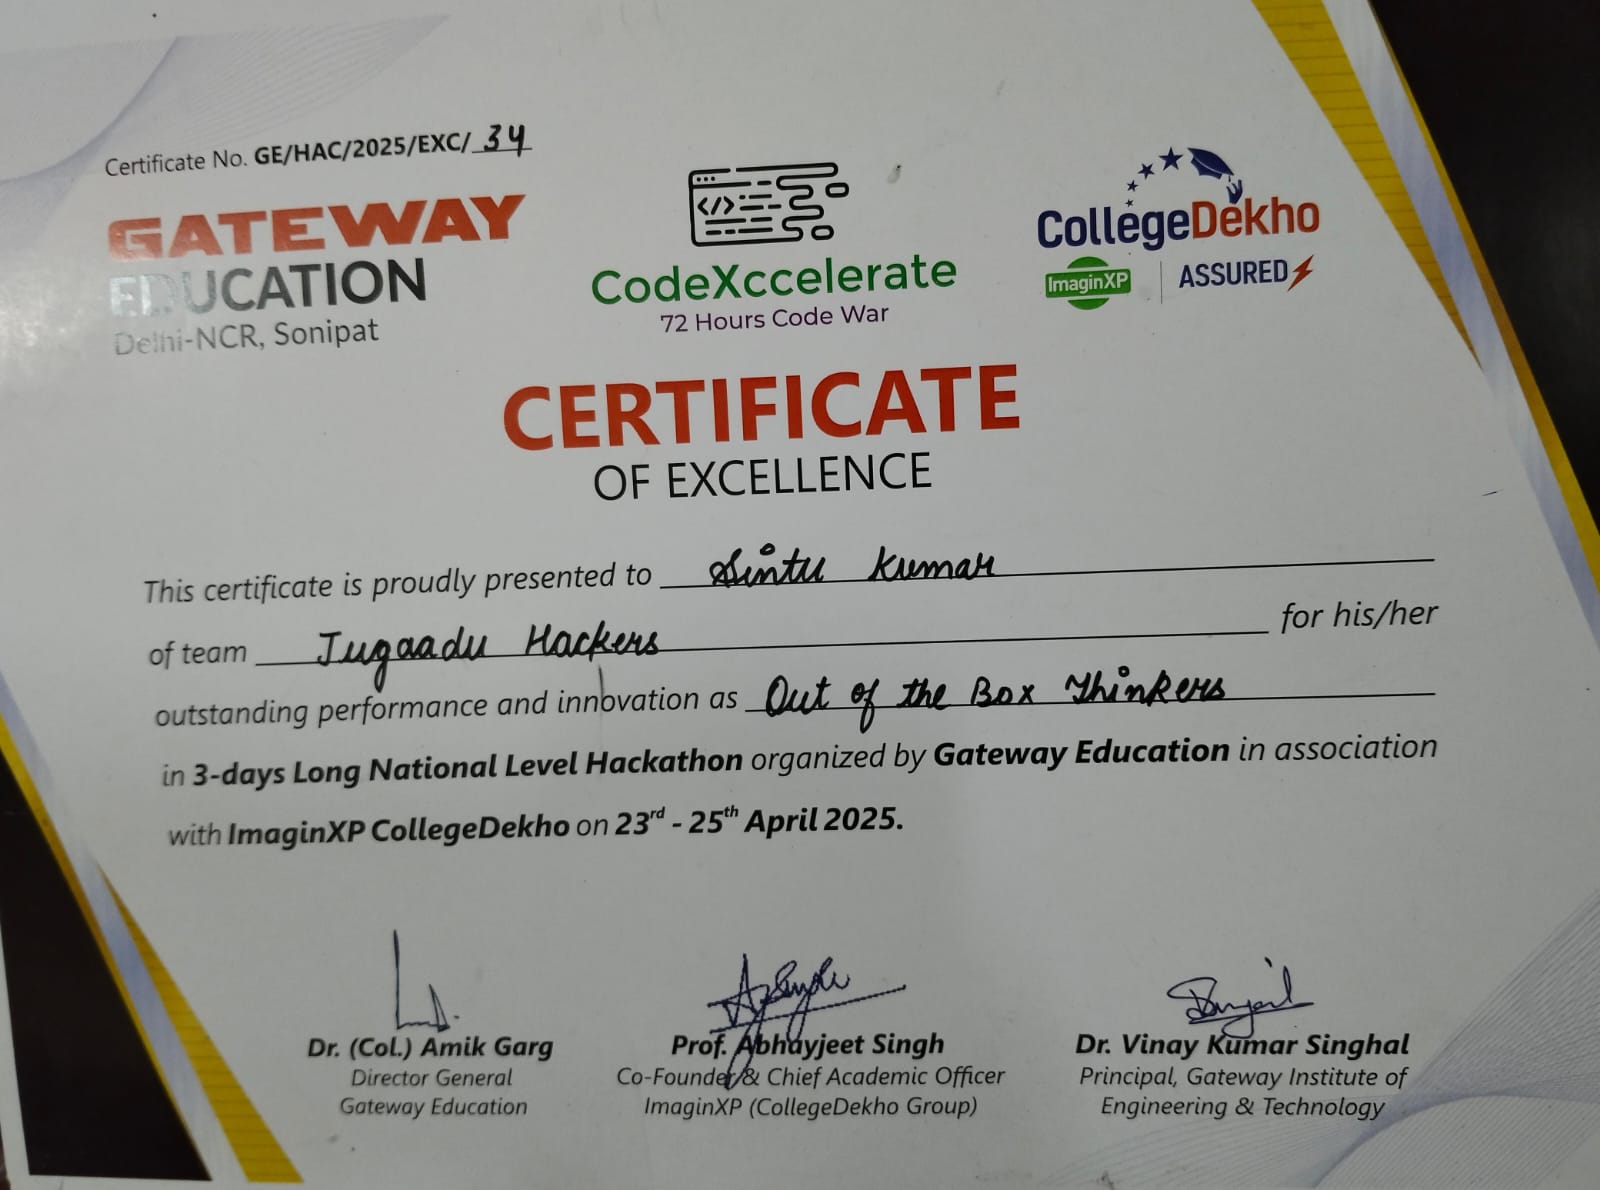 Certificate No. GE/HAC/2025/EXC/ 34
GATEWAY
EDUCATION
Delhi-NCR, Sonipat
CodeXccelerate
72 Hours Code War
CollegeDekho
ImaginXP | ASSURED
CERTIFICATE
OF EXCELLENCE
This certificate is proudly presented to Sintu Kumar
of team Jugaadu Hackers for his/her
outstanding performance and innovation as Out of the Box Thinkers
in 3-days Long National Level Hackathon organized by Gateway Education in association
with ImaginXP CollegeDekho on 23rd - 25th April 2025.
Dr. (Col.) Amik Garg
Director General
Gateway Education
Prof. Abhayjeet Singh
Co-Founder & Chief Academic Officer
ImaginXP (CollegeDekho Group)
Dr. Vinay Kumar Singhal
Principal, Gateway Institute of
Engineering & Technology